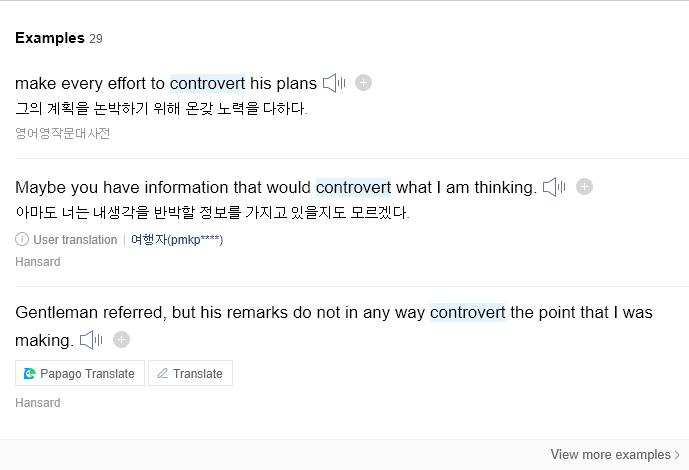 Examples 29
make every effort to controvert his plans
그의 계획을 논박하기 위해 온갖 노력을 다하다.
영어영작문대사전
Maybe you have information that would controvert what I am thinking.
아마도 너는 내생각을 반박할 정보를 가지고 있을지도 모르겠다.
User translation | 여행자(pmkp****)
Hansard
Gentleman referred, but his remarks do not in any way controvert the point that I was
making.
Papago Translate Translate
Hansard
View more examples >